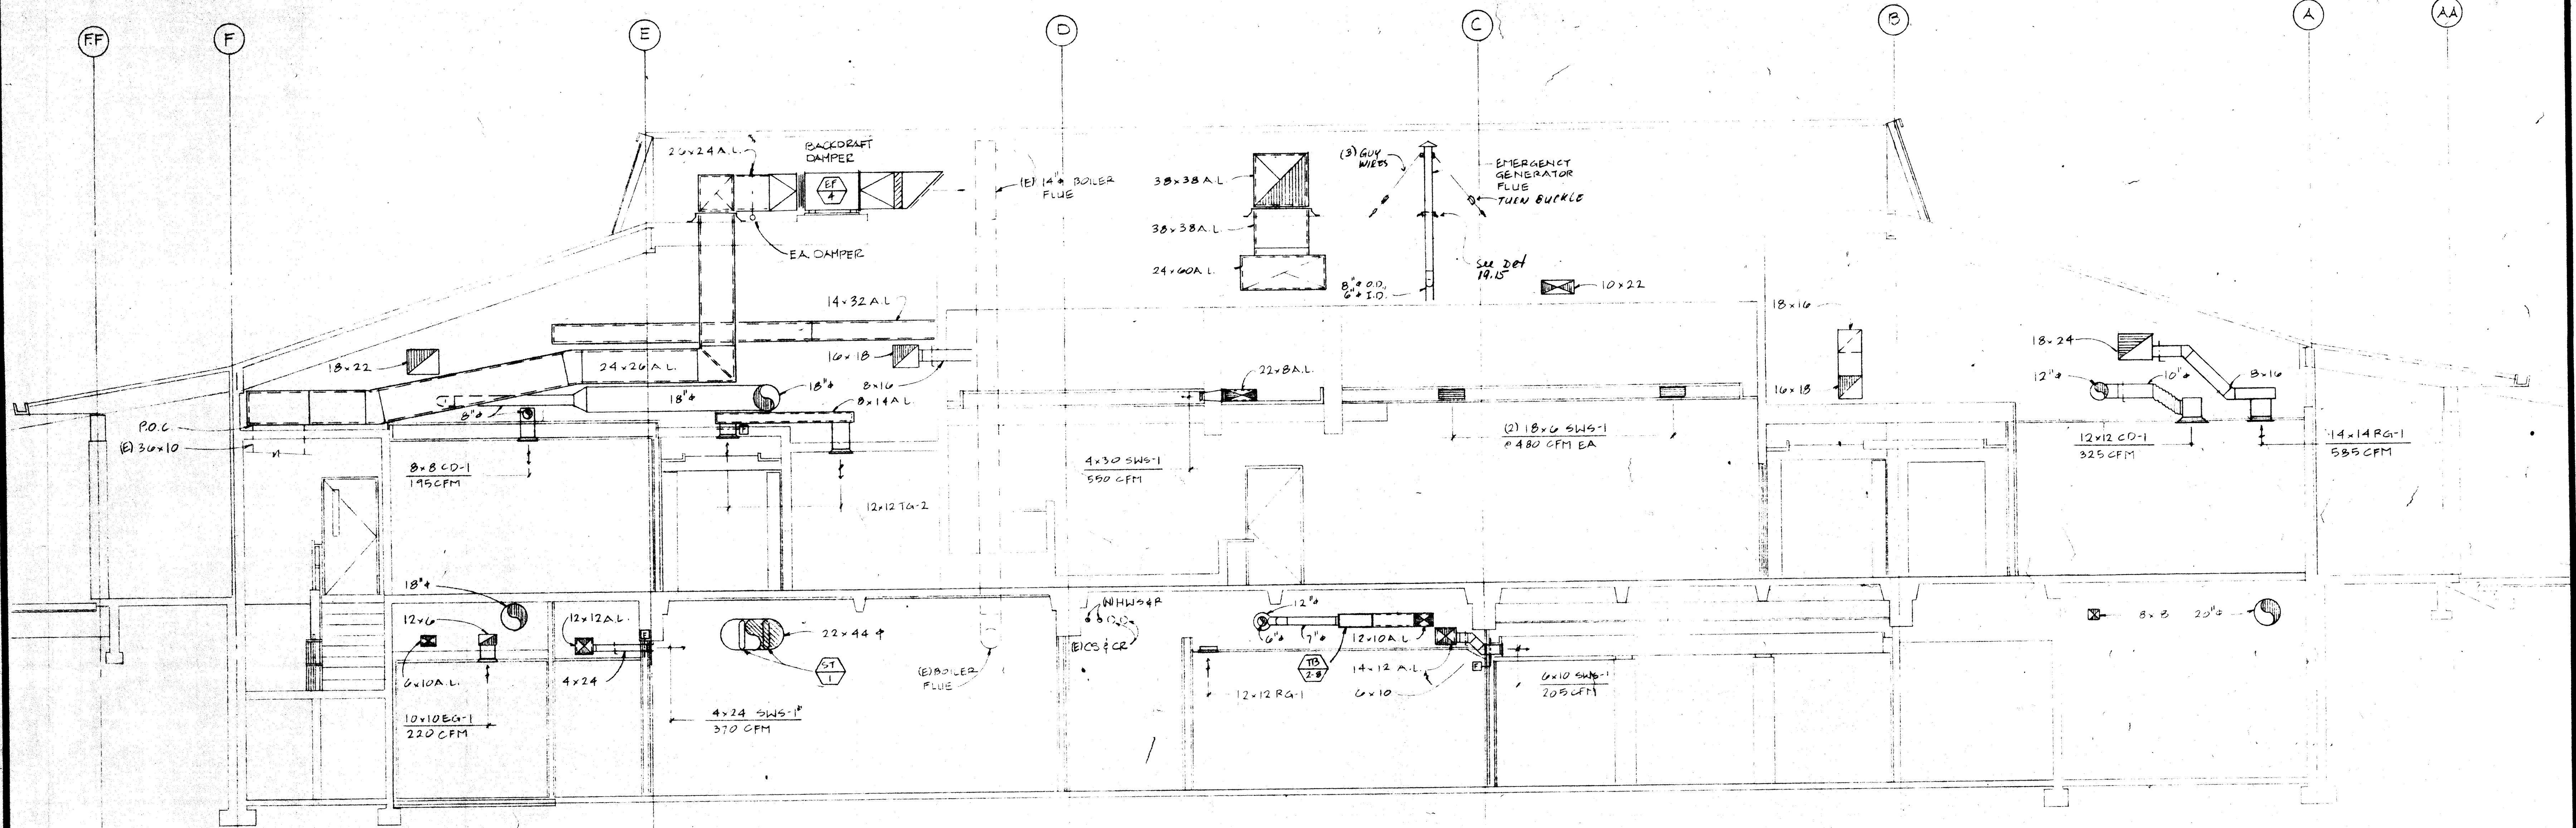 F.F
F
E
D
C
B
A
AA
26x24 A.L.
BACKDRAFT
DAMPER
EF
4
EA. DAMPER
(E) 14"φ BOILER
FLUE
38x38 A.L.
38x38 A.L.
24x60 A.L.
(3) GUY
WIRES
EMERGENCY
GENERATOR
FLUE
TURN BUCKLE
See Det
19.15
8"φ O.D.
6"φ I.D.
10x22
14x32 A.L.
18x22
24x26 A.L.
16x18
8x16
18"φ
18"φ
8x14 A.L.
8"φ
P.O.C.
(E) 36x10
8x8 CD-1
195 CFM
12x12 TG-2
22x8 A.L.
4x30 SWS-1
550 CFM
(2) 18x6 SWS-1
@ 480 CFM EA
18x16
16x18
18x24
12"φ
10"φ
8x16
12x12 CD-1
325 CFM
14x14 RG-1
585 CFM
18"φ
12x6
6x10 A.L.
10x10 EG-1
220 CFM
12x12 A.L.
4x24
F
F
22x44 φ
ST
1
4x24 SWS-1
370 CFM
(E) BOILER
FLUE
N HWS & R
(E) CS & CR
12"φ
6"φ
7"φ
12x10 A.L.
TB
2-8
14x12 A.L.
6x10
F
12x12 RG-1
6x10 SWS-1
205 CFM
8x8
20"φ